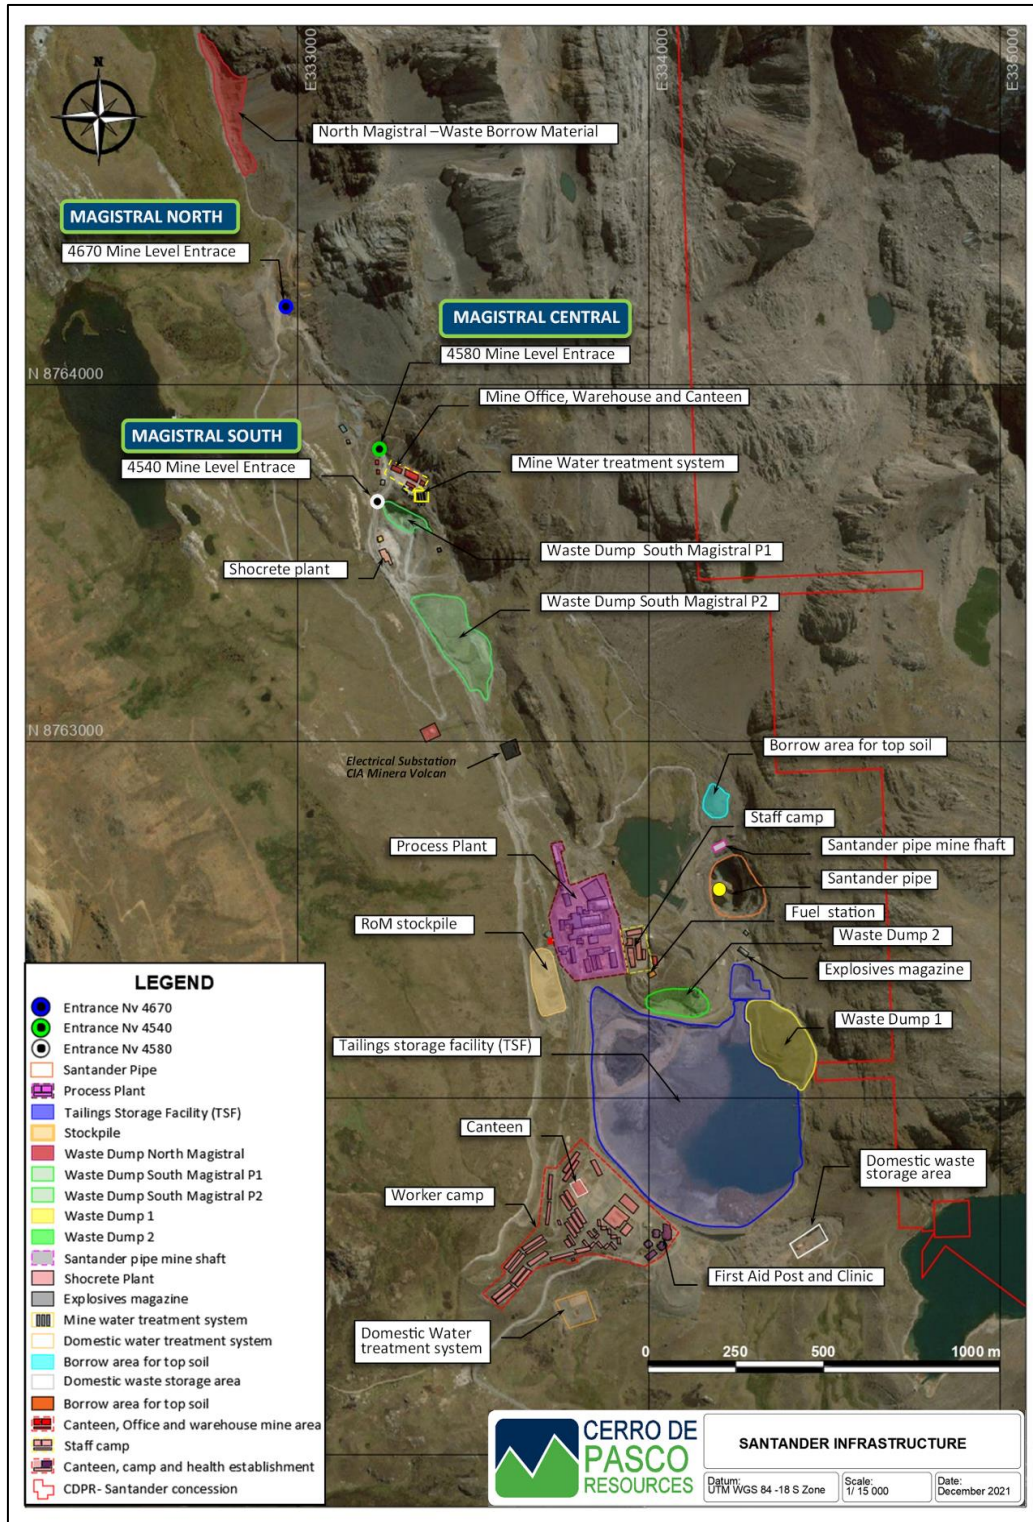 E333000
E334000
E335000
N
North Magistral –Waste Borrow Material
MAGISTRAL NORTH
4670 Mine Level Entrace
MAGISTRAL CENTRAL
4580 Mine Level Entrace
N 8764000
Mine Office, Warehouse and Canteen
MAGISTRAL SOUTH
4540 Mine Level Entrace
Mine Water treatment system
Waste Dump South Magistral P1
Shocrete plant
Waste Dump South Magistral P2
N 8763000
Electrical Substation
CIA Minera Volcan
Borrow area for top soil
Staff camp
Process Plant
Santander pipe mine fhaft
Santander pipe
RoM stockpile
Fuel station
Waste Dump 2
Explosives magazine
Waste Dump 1
Tailings storage facility (TSF)
Canteen
Domestic waste
storage area
Worker camp
First Aid Post and Clinic
Domestic Water
treatment system
LEGEND
Entrance Nv 4670
Entrance Nv 4540
Entrance Nv 4580
Santander Pipe
Process Plant
Tailings Storage Facility (TSF)
Stockpile
Waste Dump North Magistral
Waste Dump South Magistral P1
Waste Dump South Magistral P2
Waste Dump 1
Waste Dump 2
Santander pipe mine shaft
Shocrete Plant
Explosives magazine
Mine water treatment system
Domestic water treatment system
Borrow area for top soil
Domestic waste storage area
Borrow area for top soil
Canteen, Office and warehouse mine area
Staff camp
Canteen, camp and health establishment
CDPR- Santander concession
0 250 500 1000 m
CERRO DE
PASCO
RESOURCES
SANTANDER INFRASTRUCTURE
Datum:
UTM WGS 84 -18 S Zone
Scale:
1/ 15 000
Date:
December 2021